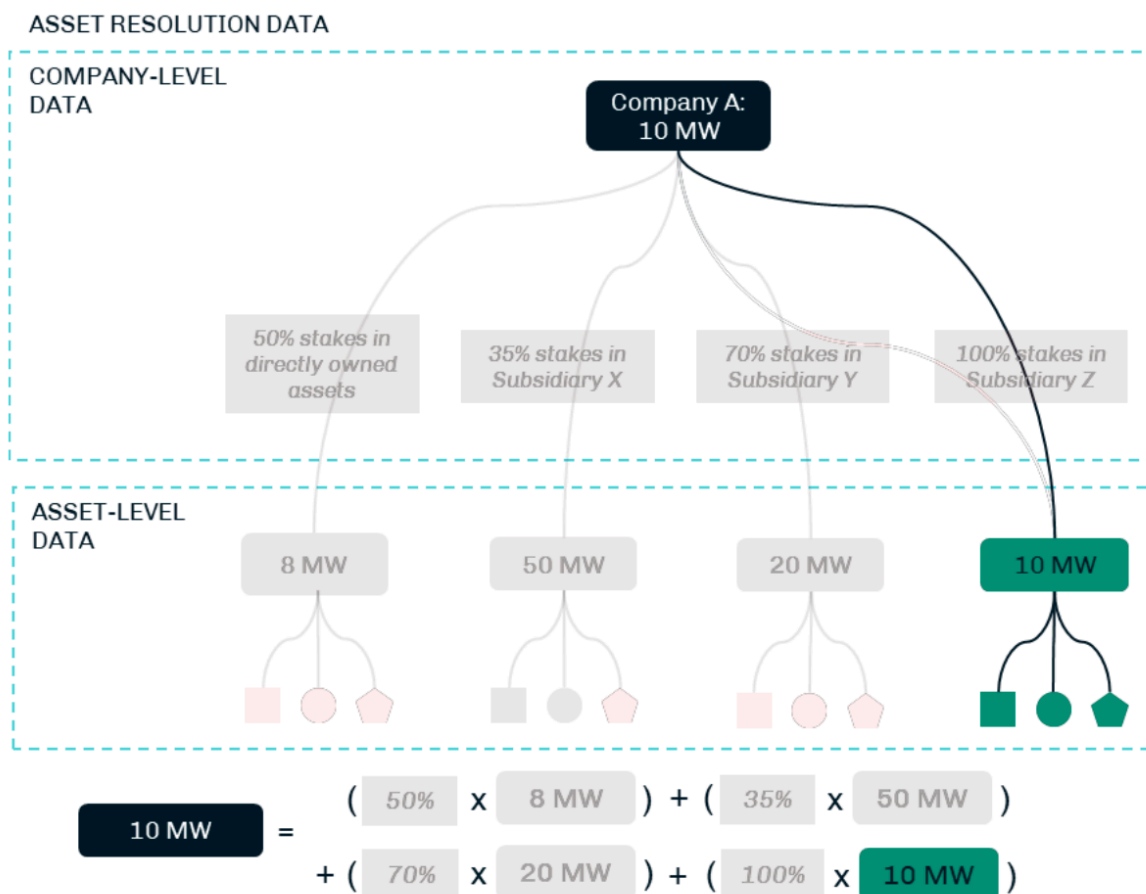 ASSET RESOLUTION DATA
COMPANY-LEVEL
DATA
Company A:
10 MW
50% stakes in
directly owned
assets
35% stakes in
Subsidiary X
70% stakes in
Subsidiary Y
100% stakes in
Subsidiary Z
ASSET-LEVEL
DATA
8 MW
50 MW
20 MW
10 MW
10 MW = ( 50% x 8 MW ) + ( 35% x 50 MW )
+ ( 70% x 20 MW ) + ( 100% x 10 MW )